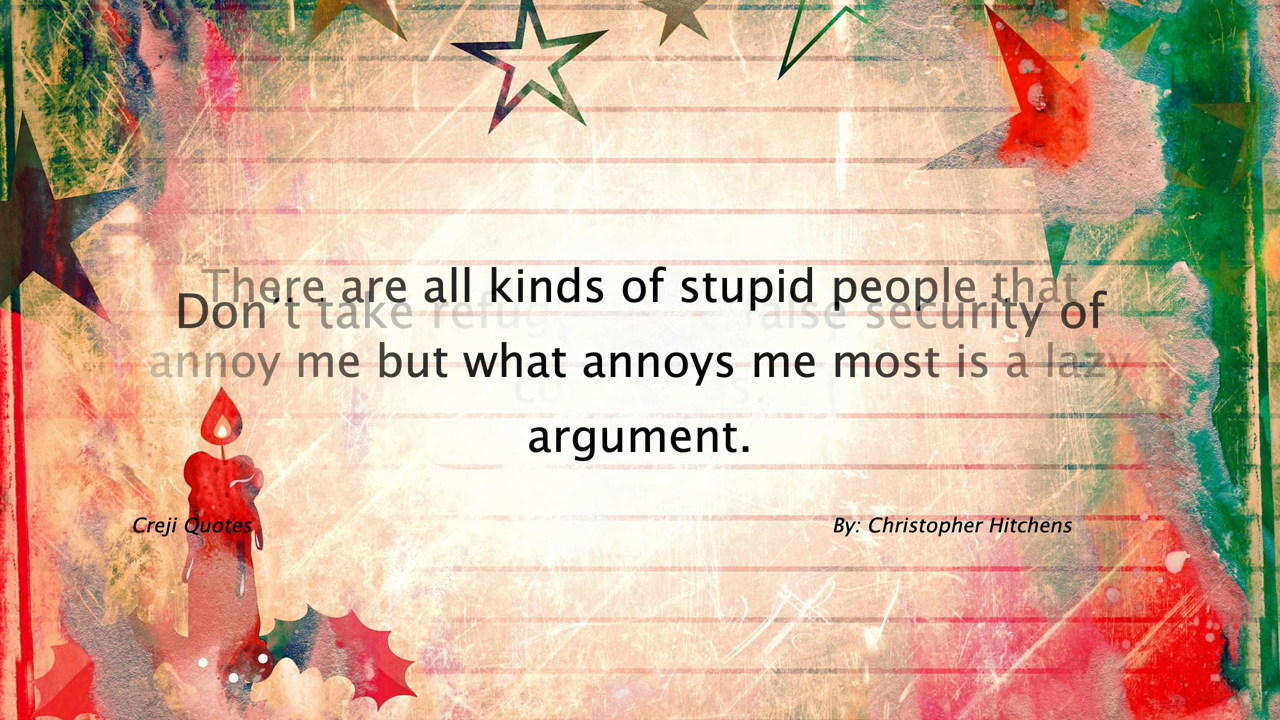 There are all kinds of stupid people that
Don't take security of
annoy me but what annoys me most is a lazy
argument.
Creji Quotes
By: Christopher Hitchens